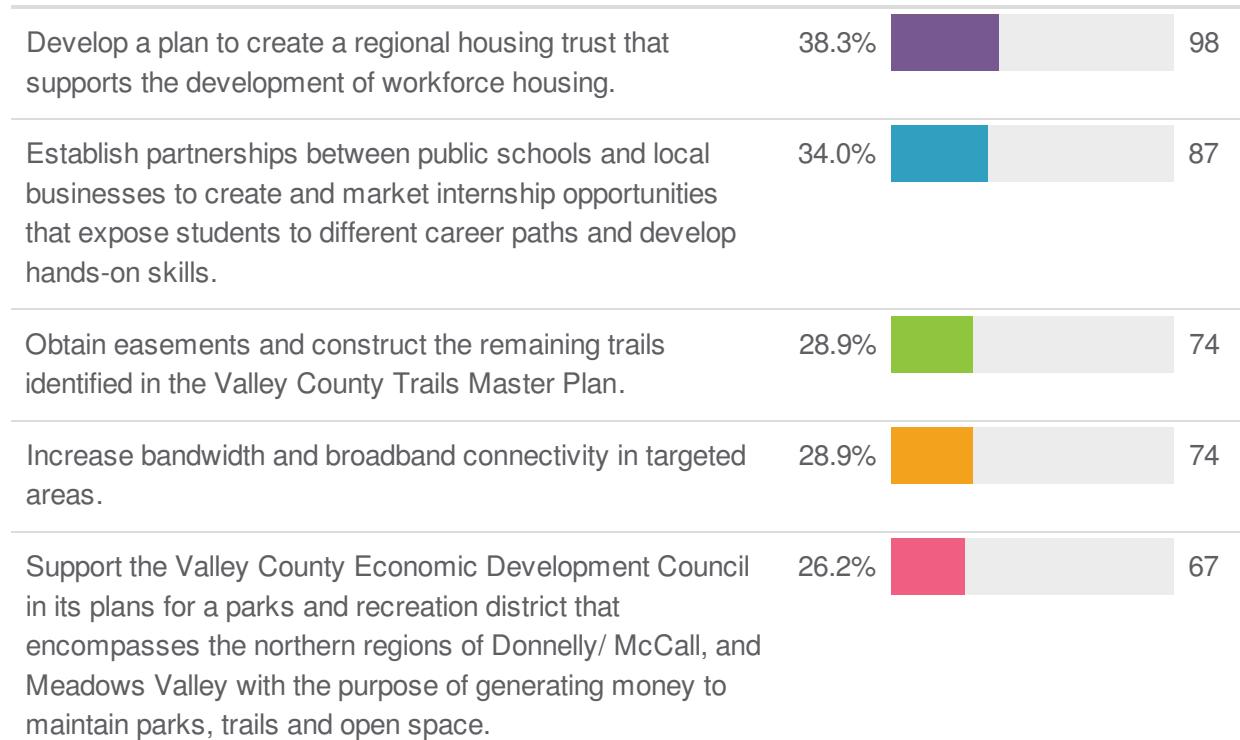 Develop a plan to create a regional housing trust that
supports the development of workforce housing.
38.3%
98
Establish partnerships between public schools and local
businesses to create and market internship opportunities
that expose students to different career paths and develop
hands-on skills.
34.0%
87
Obtain easements and construct the remaining trails
identified in the Valley County Trails Master Plan.
28.9%
74
Increase bandwidth and broadband connectivity in targeted
areas.
28.9%
74
Support the Valley County Economic Development Council
in its plans for a parks and recreation district that
encompasses the northern regions of Donnelly/ McCall, and
Meadows Valley with the purpose of generating money to
maintain parks, trails and open space.
26.2%
67